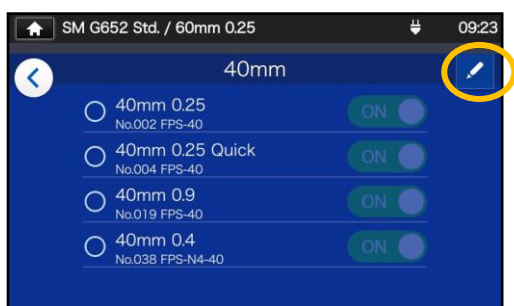 SM G652 Std. / 60mm 0.25 09:23
40mm
40mm 0.25 ON
No.002 FPS-40
40mm 0.25 Quick ON
No.004 FPS-40
40mm 0.9 ON
No.019 FPS-40
40mm 0.4 ON
No.038 FPS-N4-40